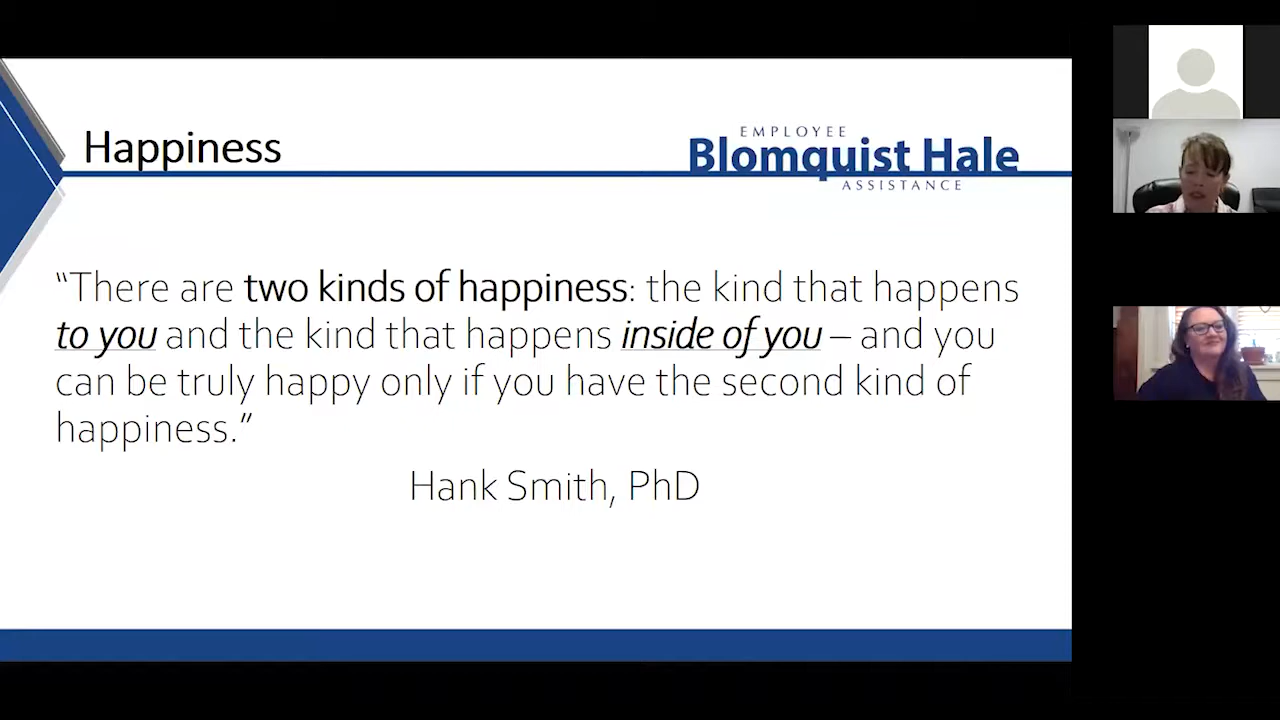 Happiness
EMPLOYEE
Blomquist Hale
ASSISTANCE
“There are two kinds of happiness: the kind that happens
to you and the kind that happens inside of you – and you
can be truly happy only if you have the second kind of
happiness.”
Hank Smith, PhD